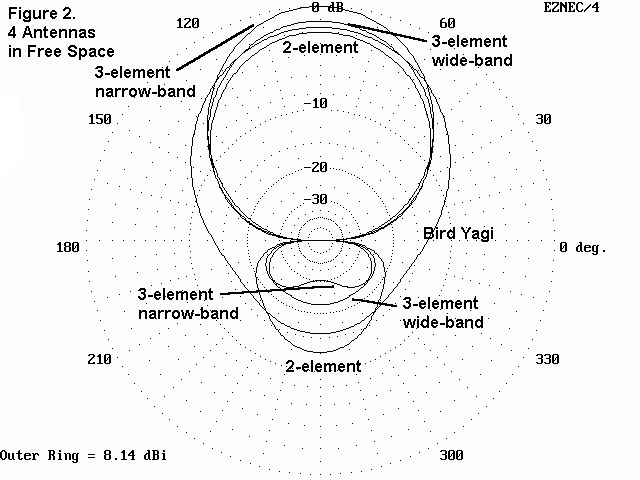 Figure 2.
4 Antennas
in Free Space
120
0 dB
60
EZNEC/4
3-element
narrow-band
2-element
3-element
wide-band
-10
150
30
-20
-30
Bird Yagi
180
0 deg.
3-element
narrow-band
3-element
wide-band
210
2-element
330
Outer Ring = 8.14 dBi
300